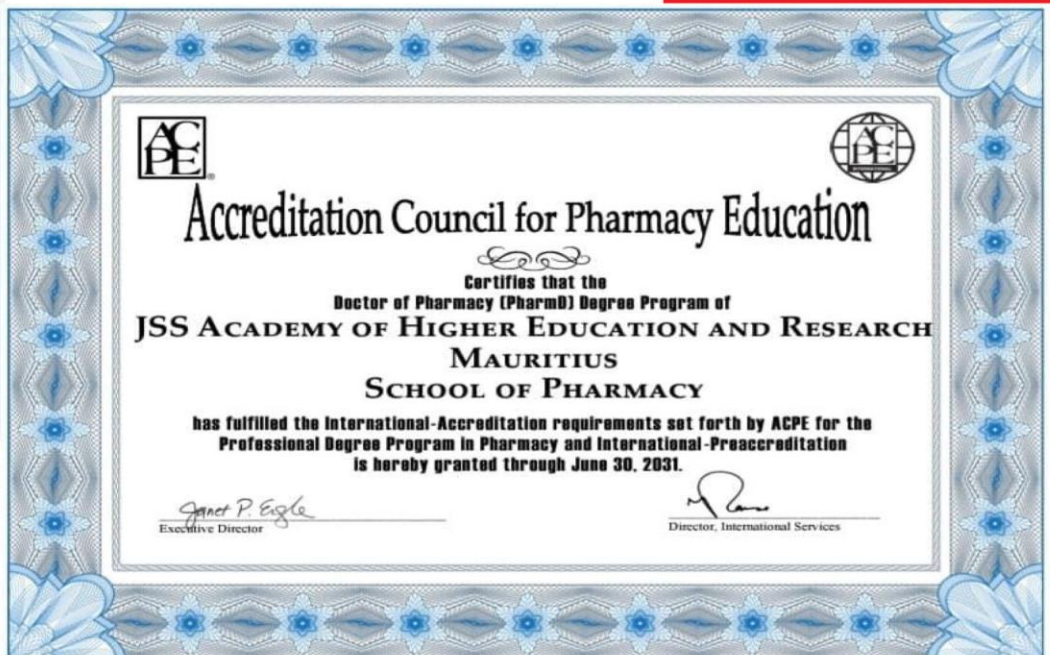 ACPE
ACPE
INTERNATIONAL
Accreditation Council for Pharmacy Education
Certifies that the
Doctor of Pharmacy (PharmD) Degree Program of
JSS ACADEMY OF HIGHER EDUCATION AND RESEARCH
MAURITIUS
SCHOOL OF PHARMACY
has fulfilled the International-Accreditation requirements set forth by ACPE for the
Professional Degree Program in Pharmacy and International-Preaccreditation
is hereby granted through June 30, 2031.
Janet P. Engle
Executive Director
Director, International Services